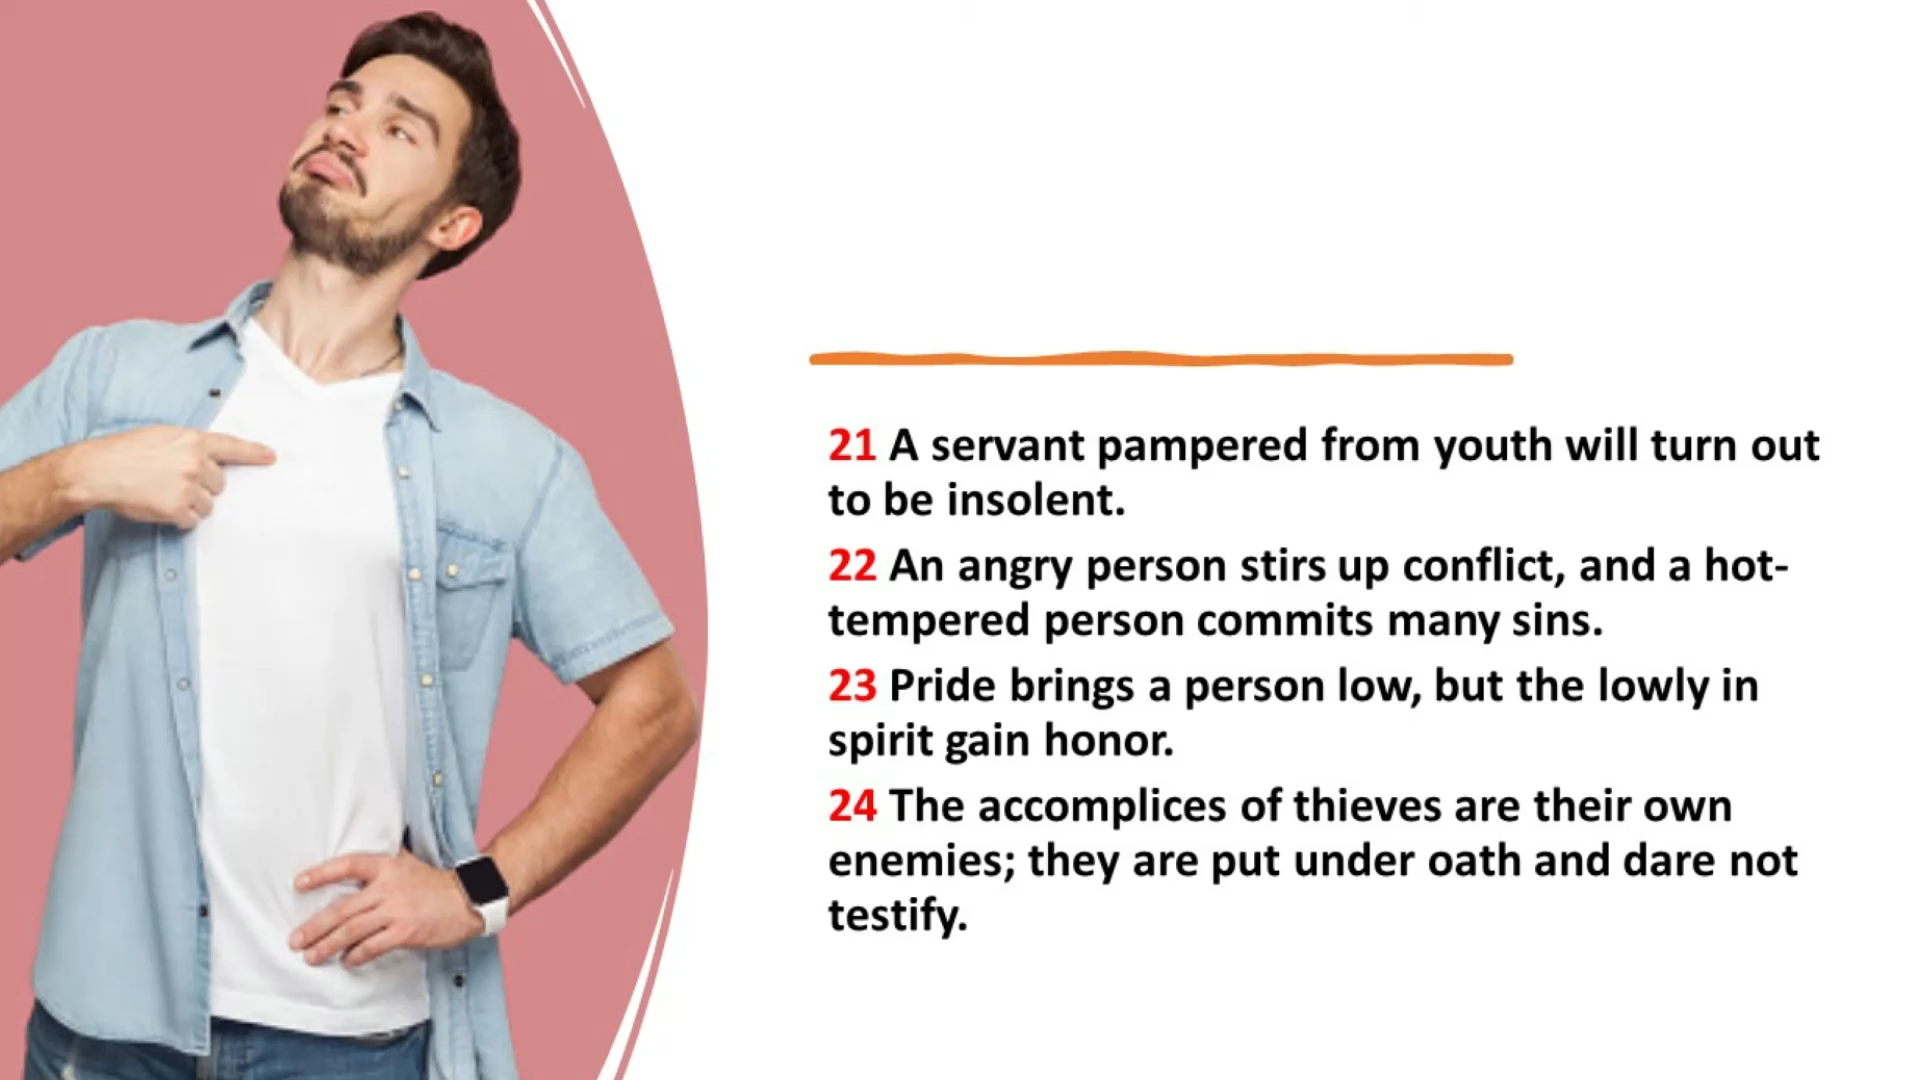 21 A servant pampered from youth will turn out
to be insolent.
22 An angry person stirs up conflict, and a hot-
tempered person commits many sins.
23 Pride brings a person low, but the lowly in
spirit gain honor.
24 The accomplices of thieves are their own
enemies; they are put under oath and dare not
testify.